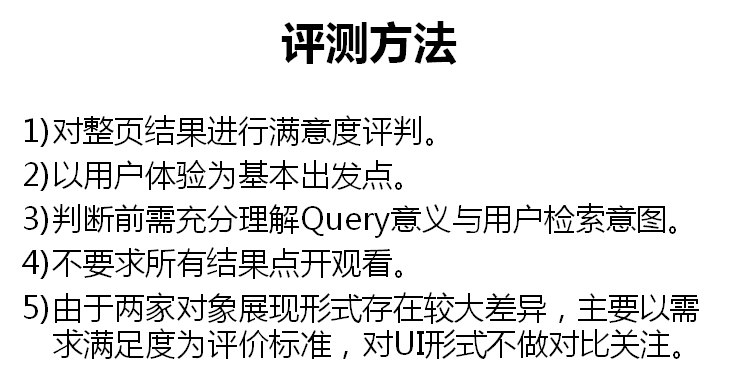 评测方法
1)对整页结果进行满意度评判。
2)以用户体验为基本出发点。
3)判断前需充分理解Query意义与用户检索意图。
4)不要求所有结果点开观看。
5)由于两家对象展现形式存在较大差异，主要以需
求满足度为评价标准，对UI形式不做对比关注。